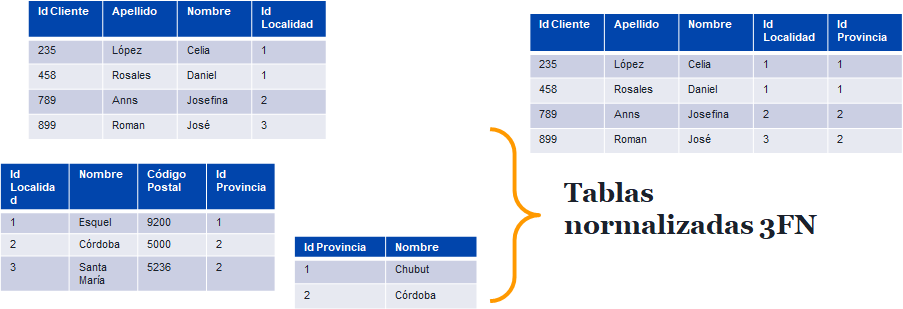 Id Cliente Apellido Nombre Id Localidad
235 López Celia 1
458 Rosales Daniel 1
789 Anns Josefina 2
899 Roman José 3
Id Cliente Apellido Nombre Id Localidad Id Provincia
235 López Celia 1 1
458 Rosales Daniel 1 1
789 Anns Josefina 2 2
899 Roman José 3 2
Id Localida d Nombre Código Postal Id Provincia
1 Esquel 9200 1
2 Córdoba 5000 2
3 Santa María 5236 2
Id Provincia Nombre
1 Chubut
2 Córdoba
Tablas
normalizadas 3FN